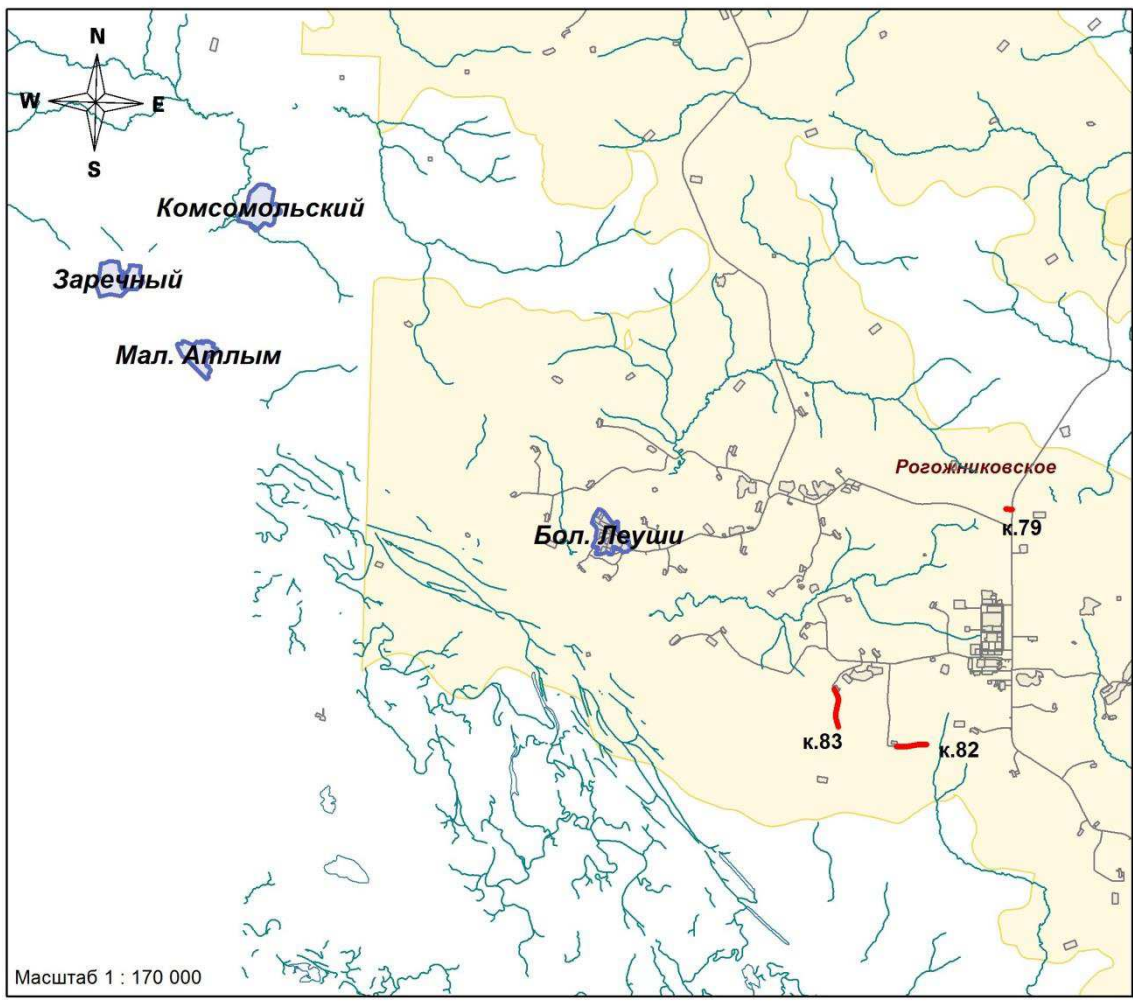 N
W E
S
Комсомольский
Заречный
Мал. Атлым
Рогожниковское
к.79
Бол. Леуши
к.83
к.82
Масштаб 1 : 170 000